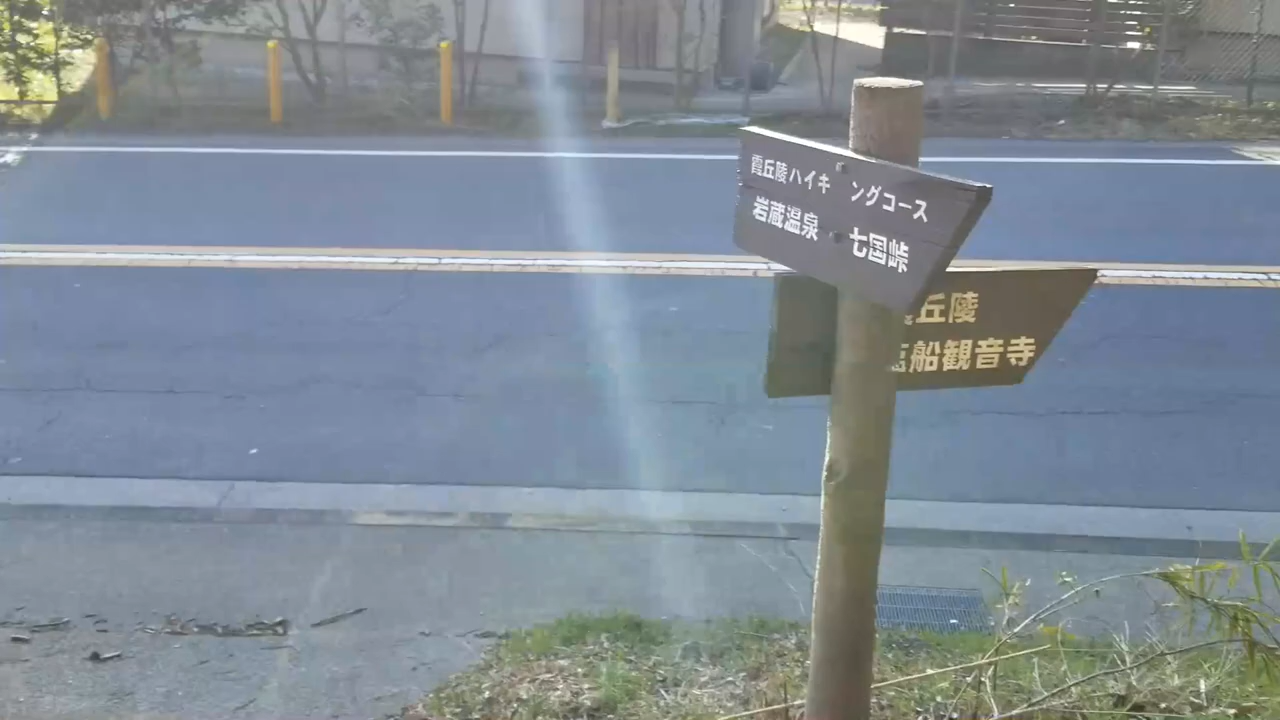 霞丘陵ハイキングコース
岩蔵温泉・七国峠
丘陵
船観音寺